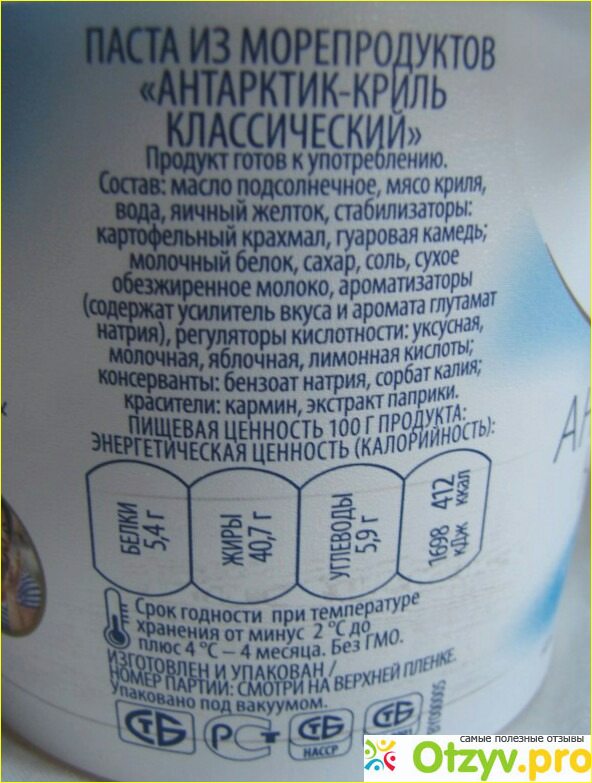 ПАСТА ИЗ МОРЕПРОДУКТОВ
«АНТАРКТИК-КРИЛЬ
КЛАССИЧЕСКИЙ»
Продукт готов к употреблению.
Состав: масло подсолнечное, мясо криля,
вода, яичный желток, стабилизаторы:
картофельный крахмал, гуаровая камедь;
молочный белок, сахар, соль, сухое
обезжиренное молоко, ароматизаторы
(содержат усилитель вкуса и аромата глутамат
натрия), регуляторы кислотности: уксусная,
молочная, яблочная, лимонная кислоты;
консерванты: бензоат натрия, сорбат калия;
красители: кармин, экстракт паприки.
ПИЩЕВАЯ ЦЕННОСТЬ 100 Г ПРОДУКТА:
ЭНЕРГЕТИЧЕСКАЯ ЦЕННОСТЬ (КАЛОРИЙНОСТЬ):
БЕЛКИ
5,4 г
ЖИРЫ
40,7 г
УГЛЕВОДЫ
5,9 г
1698 412
кДж ккал
Срок годности при температуре
хранения от минус 2 °С до
плюс 4 °С – 4 месяца. Без ГМО.
ИЗГОТОВЛЕН И УПАКОВАН /
НОМЕР ПАРТИИ: СМОТРИ НА ВЕРХНЕЙ ПЛЕНКЕ.
Упаковано под вакуумом.
СТБ
РСТ
СТБ
НАССР
СТБ
АН
самые полезные отзывы
Otzyv.pro